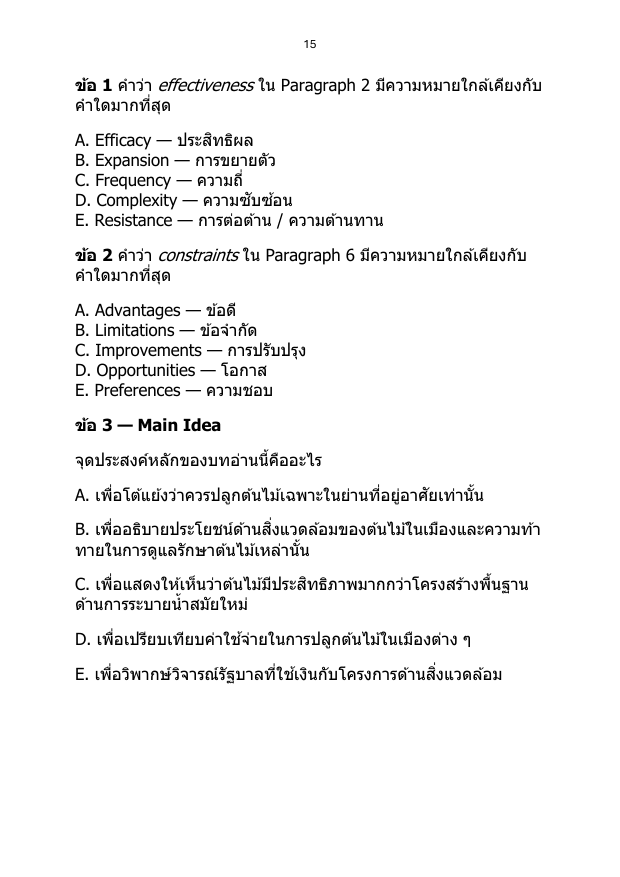 15
ข้อ 1 คำว่า effectiveness ใน Paragraph 2 มีความหมายใกล้เคียงกับ
คำใดมากที่สุด
A. Efficacy — ประสิทธิผล
B. Expansion — การขยายตัว
C. Frequency — ความถี่
D. Complexity — ความซับซ้อน
E. Resistance — การต่อต้าน / ความต้านทาน
ข้อ 2 คำว่า constraints ใน Paragraph 6 มีความหมายใกล้เคียงกับ
คำใดมากที่สุด
A. Advantages — ข้อดี
B. Limitations — ข้อจำกัด
C. Improvements — การปรับปรุง
D. Opportunities — โอกาส
E. Preferences — ความชอบ
ข้อ 3 — Main Idea
จุดประสงค์หลักของบทอ่านนี้คืออะไร
A. เพื่อโต้แย้งว่าควรปลูกต้นไม้เฉพาะในย่านที่อยู่อาศัยเท่านั้น
B. เพื่ออธิบายประโยชน์ด้านสิ่งแวดล้อมของต้นไม้ในเมืองและความท้า
ทายในการดูแลรักษาต้นไม้เหล่านั้น
C. เพื่อแสดงให้เห็นว่าต้นไม้มีประสิทธิภาพมากกว่าโครงสร้างพื้นฐาน
ด้านการระบายน้ำสมัยใหม่
D. เพื่อเปรียบเทียบค่าใช้จ่ายในการปลูกต้นไม้ในเมืองต่าง ๆ
E. เพื่อวิพากษ์วิจารณ์รัฐบาลที่ใช้เงินกับโครงการด้านสิ่งแวดล้อม